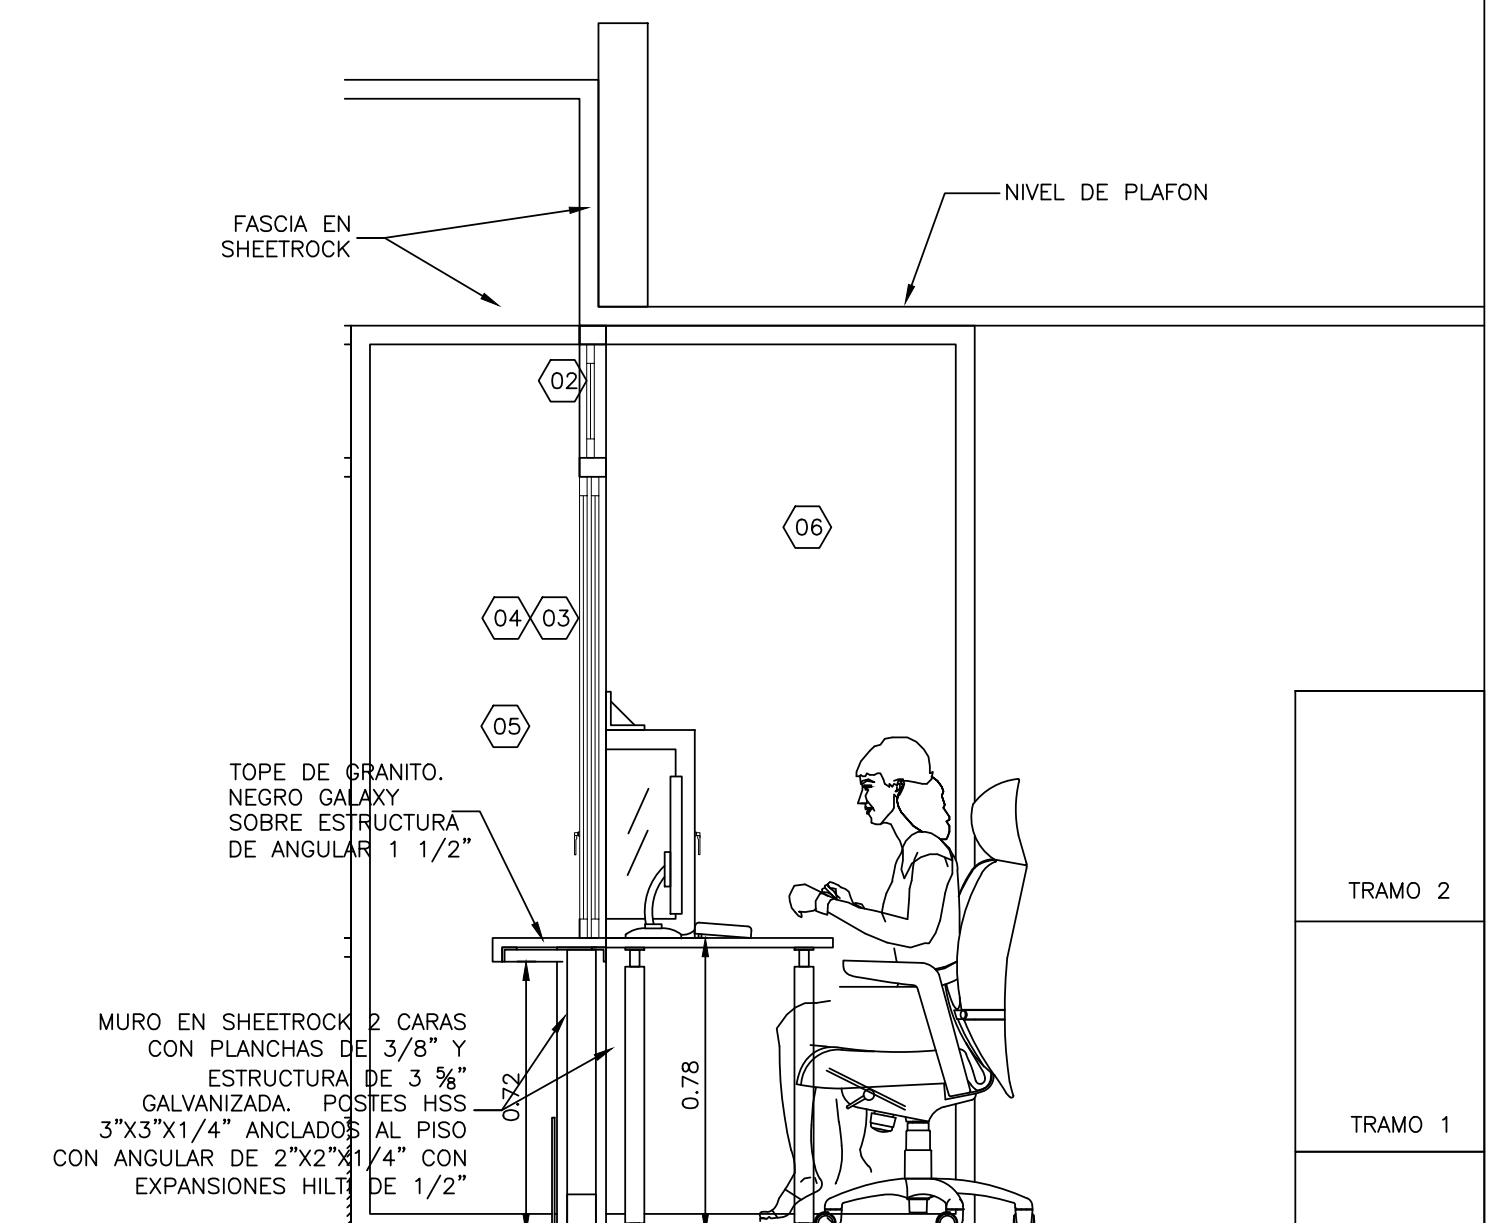 NIVEL DE PLAFON
FASCIA EN
SHEETROCK
02
06
04
03
05
TOPE DE GRANITO.
NEGRO GALAXY
SOBRE ESTRUCTURA
DE ANGULAR 1 1/2”
TRAMO 2
MURO EN SHEETROCK 2 CARAS
CON PLANCHAS DE 3/8” Y
ESTRUCTURA DE 3 ⅝”
GALVANIZADA. POSTES HSS
3”X3”X1/4” ANCLADOS AL PISO
CON ANGULAR DE 2”X2”X1/4” CON
EXPANSIONES HILTI DE 1/2”
0.72
0.78
TRAMO 1